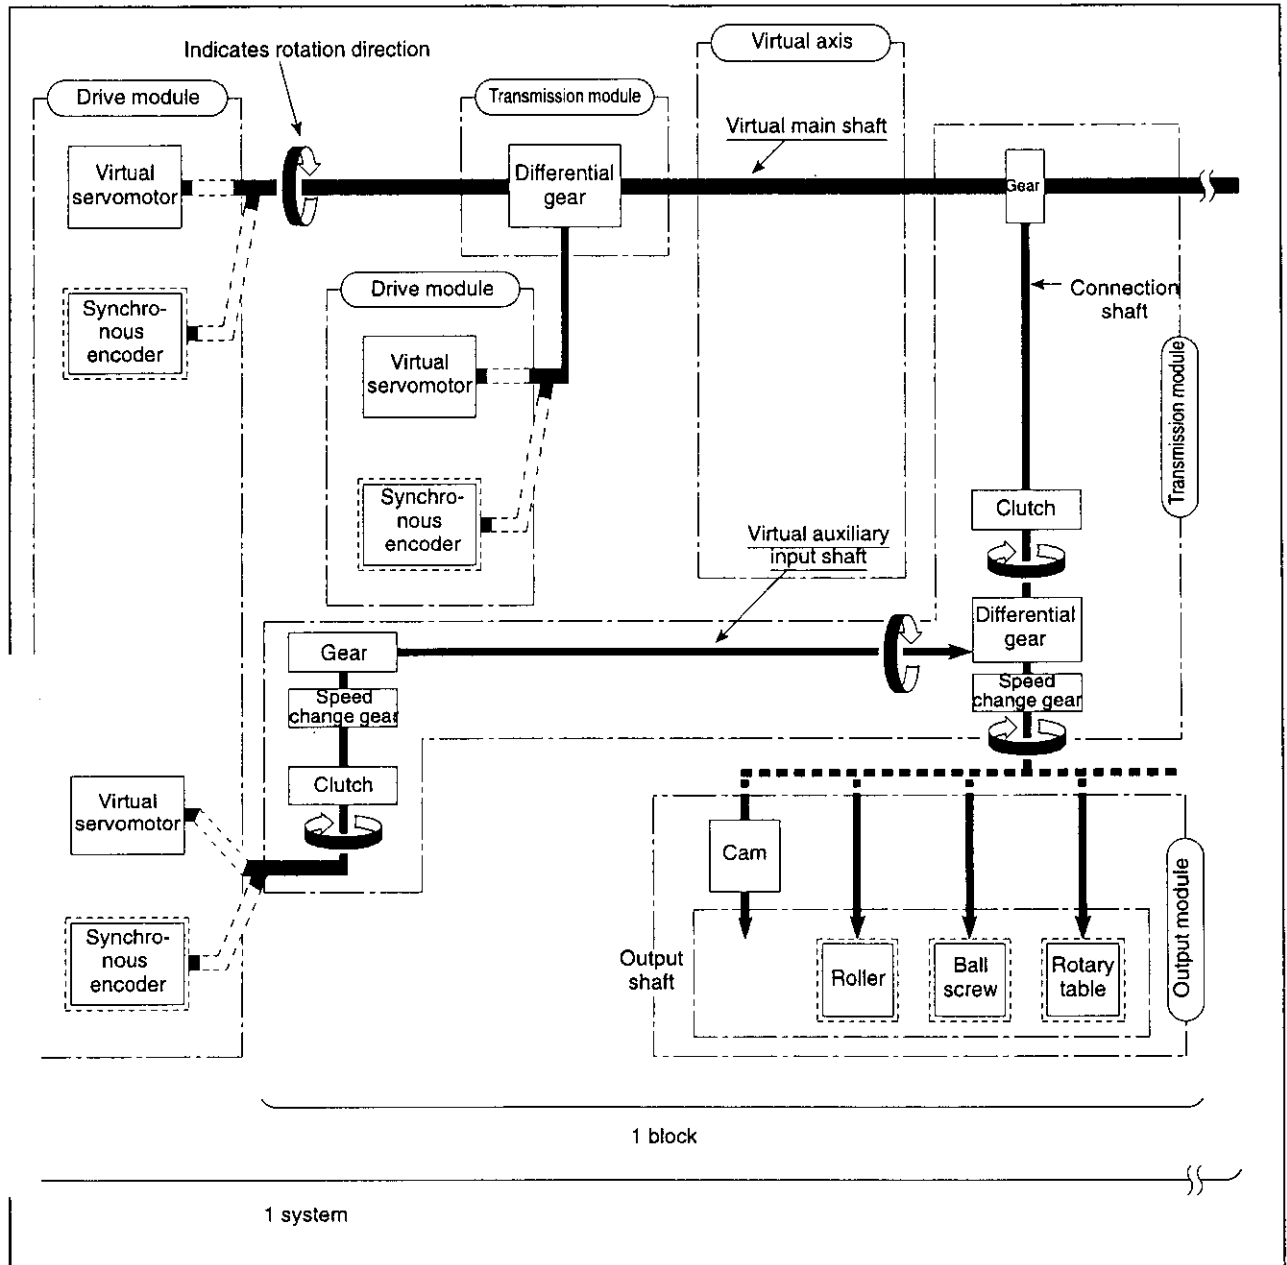 Indicates rotation direction
Virtual axis
Drive module
Transmission module
Virtual main shaft
Virtual
servomotor
Differential
gear
Gear
Synchro-
nous
encoder
Drive module
Connection
shaft
Virtual
servomotor
Transmission module
Synchro-
nous
encoder
Clutch
Virtual auxiliary
input shaft
Differential
gear
Gear
Speed
change gear
Speed
change gear
Clutch
Virtual
servomotor
Cam
Output module
Synchro-
nous
encoder
Output
shaft
Roller
Ball
screw
Rotary
table
1 block
1 system